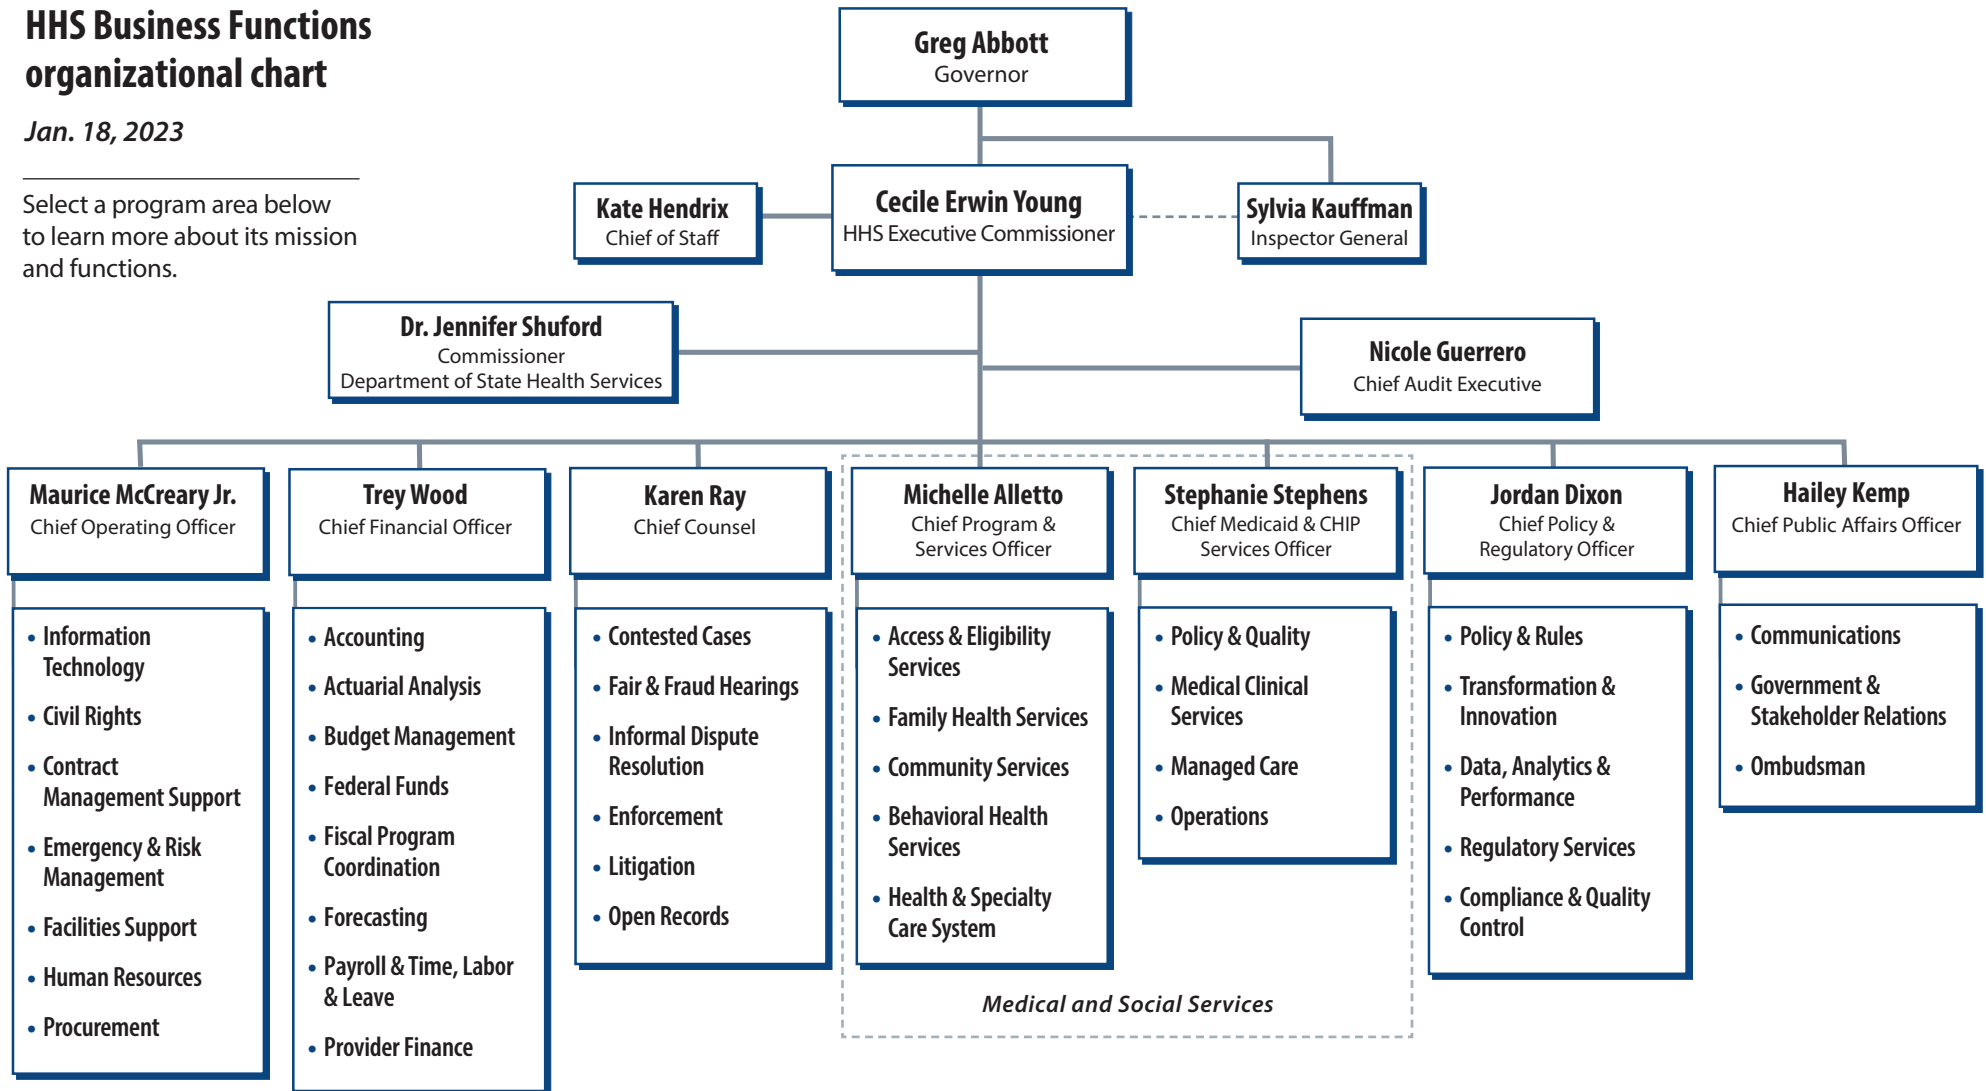 HHS Business Functions
organizational chart
Jan. 18, 2023
Select a program area below
to learn more about its mission
and functions.
Greg Abbott
Governor
Kate Hendrix
Chief of Staff
Cecile Erwin Young
HHS Executive Commissioner
Sylvia Kauffman
Inspector General
Dr. Jennifer Shuford
Commissioner
Department of State Health Services
Nicole Guerrero
Chief Audit Executive
Maurice McCreary Jr.
Chief Operating Officer
• Information
Technology
• Civil Rights
• Contract
Management Support
• Emergency & Risk
Management
• Facilities Support
• Human Resources
• Procurement
Trey Wood
Chief Financial Officer
• Accounting
• Actuarial Analysis
• Budget Management
• Federal Funds
• Fiscal Program
Coordination
• Forecasting
• Payroll & Time, Labor
& Leave
• Provider Finance
Karen Ray
Chief Counsel
• Contested Cases
• Fair & Fraud Hearings
• Informal Dispute
Resolution
• Enforcement
• Litigation
• Open Records
Michelle Alletto
Chief Program &
Services Officer
• Access & Eligibility
Services
• Family Health Services
• Community Services
• Behavioral Health
Services
• Health & Specialty
Care System
Stephanie Stephens
Chief Medicaid & CHIP
Services Officer
• Policy & Quality
• Medical Clinical
Services
• Managed Care
• Operations
Medical and Social Services
Jordan Dixon
Chief Policy &
Regulatory Officer
• Policy & Rules
• Transformation &
Innovation
• Data, Analytics &
Performance
• Regulatory Services
• Compliance & Quality
Control
Hailey Kemp
Chief Public Affairs Officer
• Communications
• Government &
Stakeholder Relations
• Ombudsman